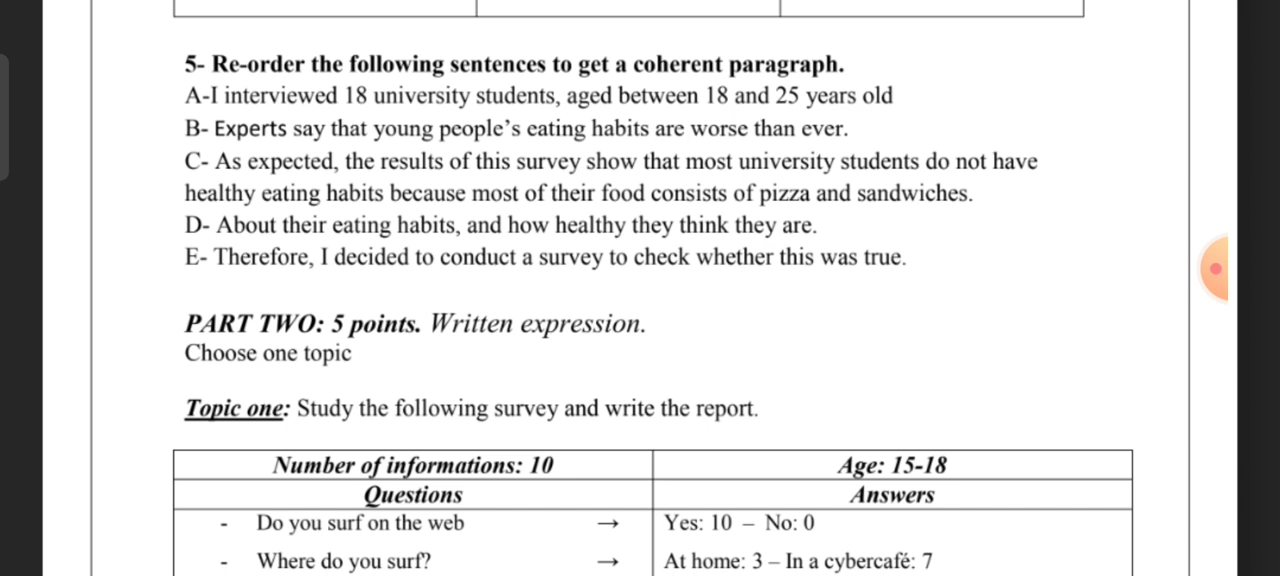 5- Re-order the following sentences to get a coherent paragraph.
A-I interviewed 18 university students, aged between 18 and 25 years old
B- Experts say that young people’s eating habits are worse than ever.
C- As expected, the results of this survey show that most university students do not have
healthy eating habits because most of their food consists of pizza and sandwiches.
D- About their eating habits, and how healthy they think they are.
E- Therefore, I decided to conduct a survey to check whether this was true.
PART TWO: 5 points. Written expression.
Choose one topic
Topic one: Study the following survey and write the report.
Number of informations: 10 Age: 15-18
Questions Answers
- Do you surf on the web → Yes: 10 – No: 0
- Where do you surf? → At home: 3 – In a cybercafé: 7